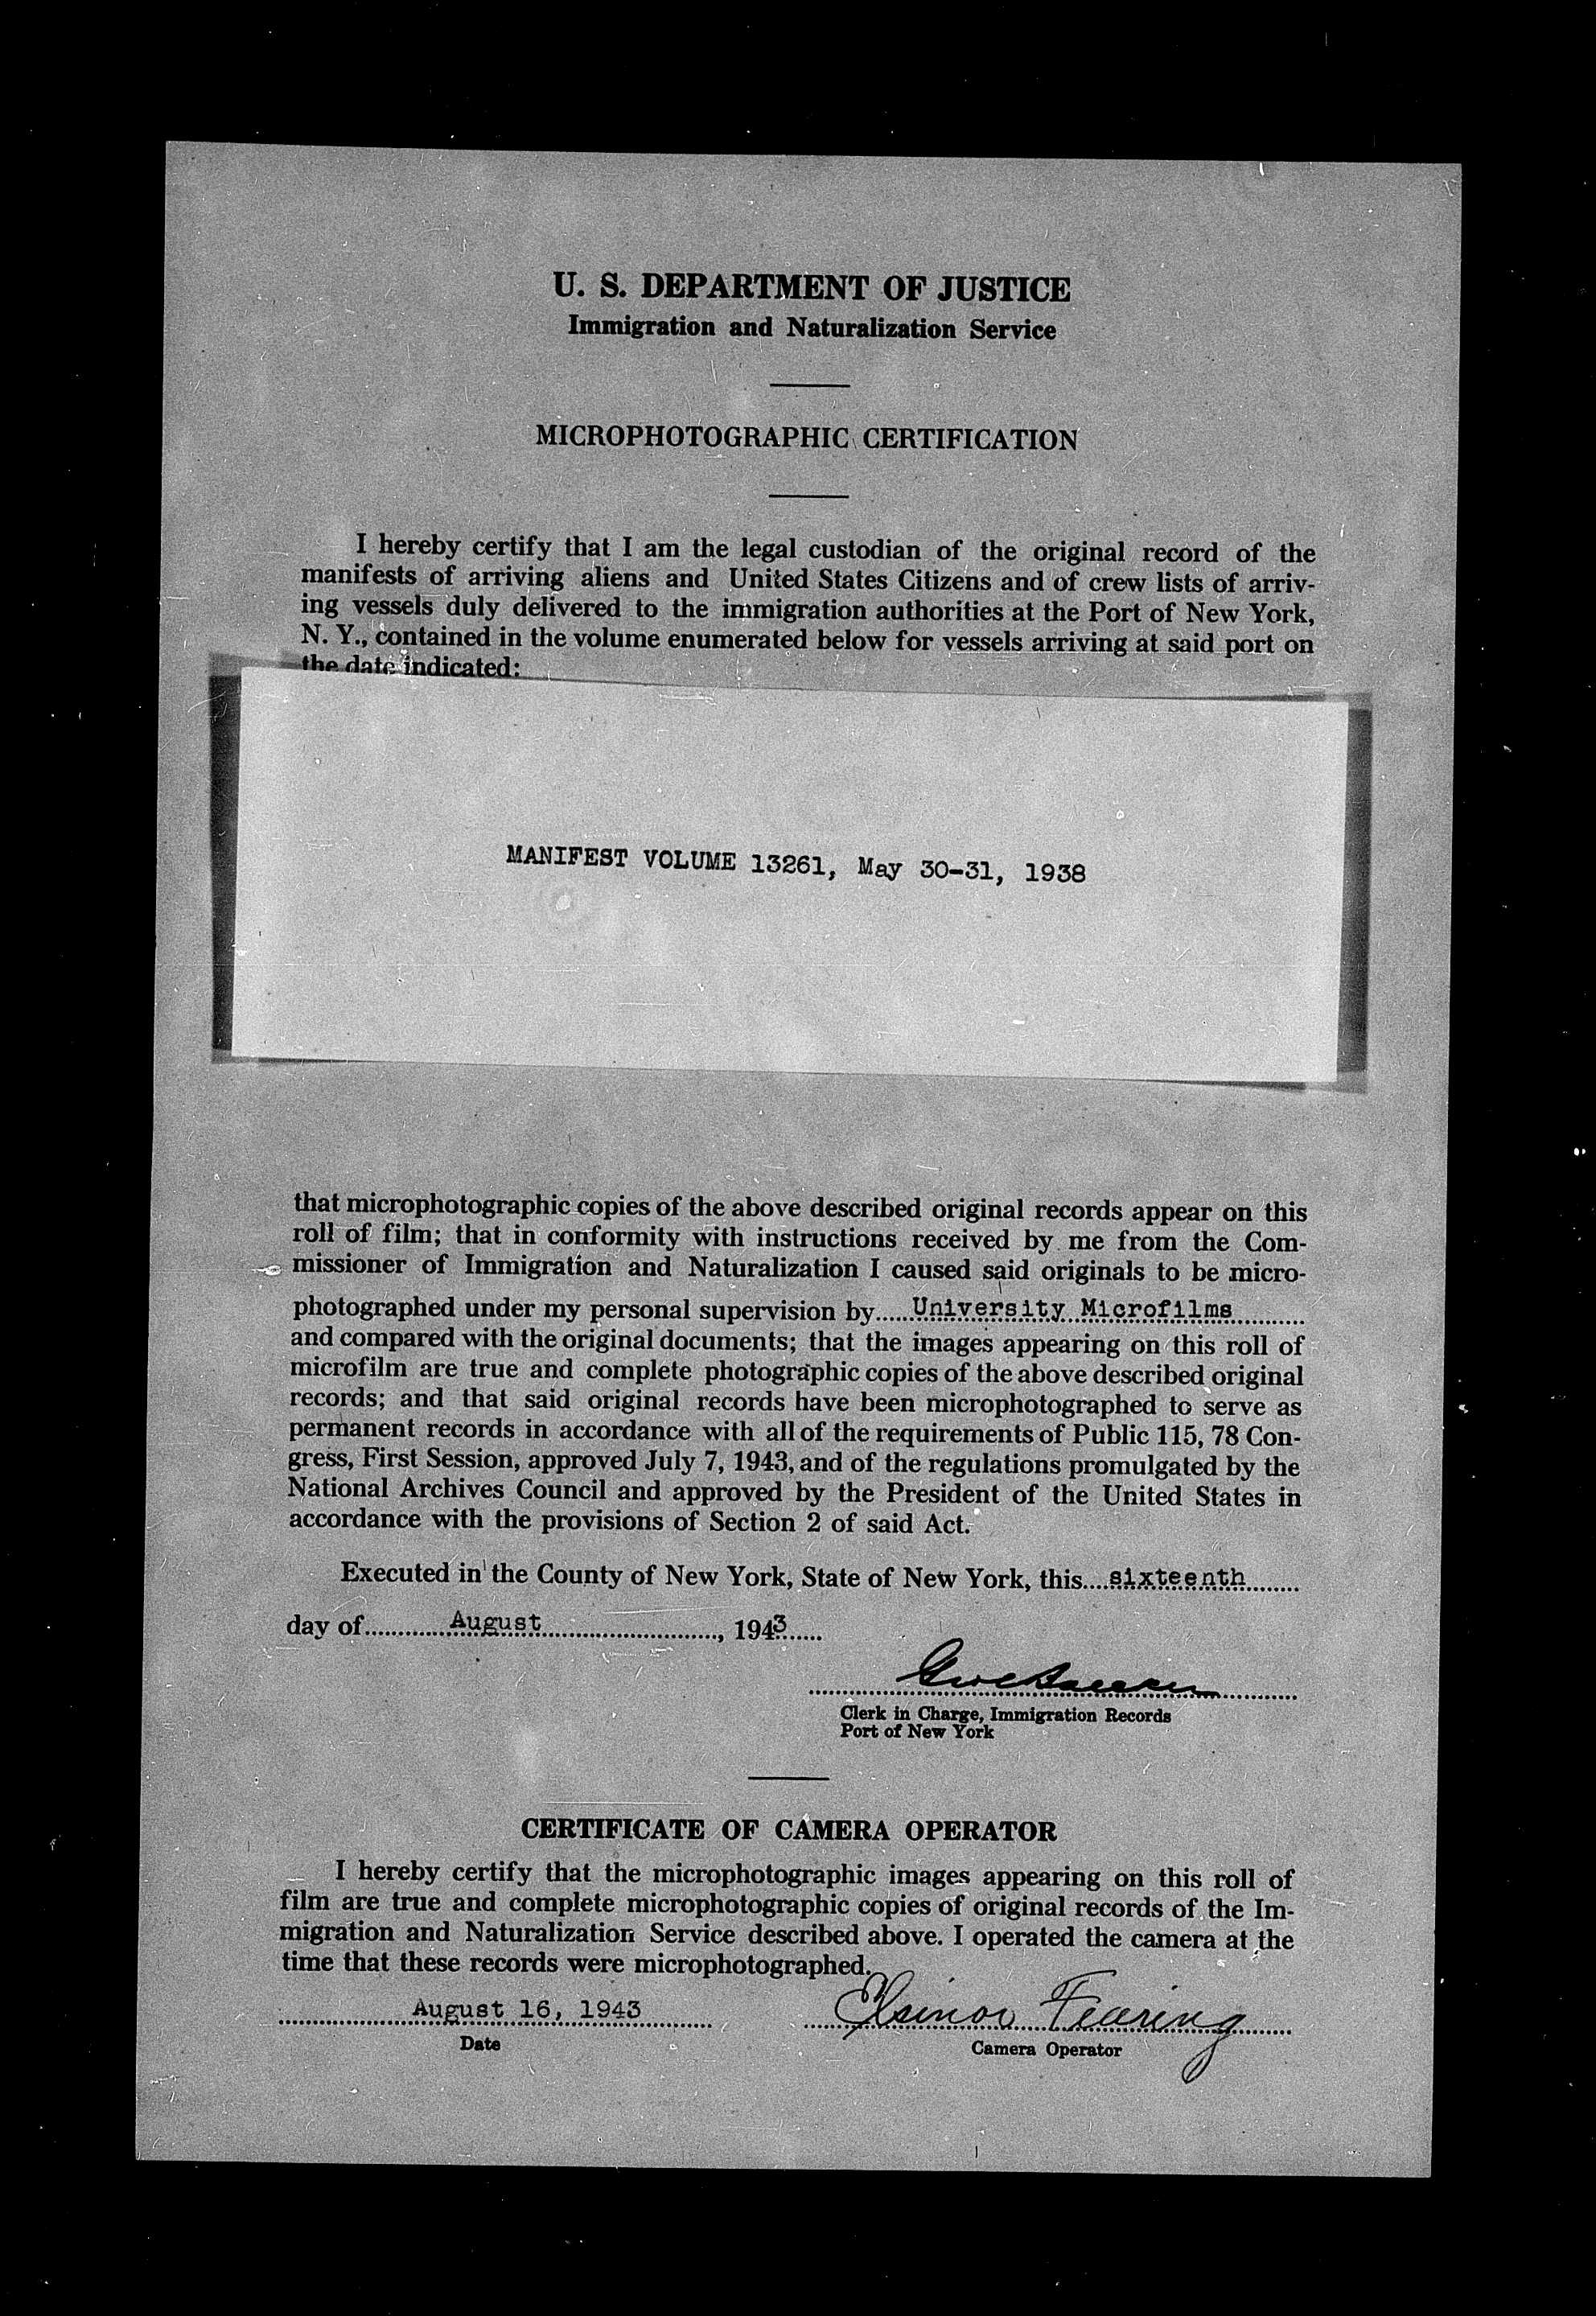 U. S. DEPARTMENT OF JUSTICE
Immigration and Naturalization Service
MICROPHOTOGRAPHIC CERTIFICATION
I hereby certify that I am the legal custodian of the original record of the
manifests of arriving aliens and United States Citizens and of crew lists of arriv-
ing vessels duly delivered to the immigration authorities at the Port of New York,
N. Y., contained in the volume enumerated below for vessels arriving at said port on
the date indicated:
MANIFEST VOLUME 13261, May 30-31, 1938
that microphotographic copies of the above described original records appear on this
roll of film; that in conformity with instructions received by me from the Com-
missioner of Immigration and Naturalization I caused said originals to be micro-
photographed under my personal supervision by.....University Microfilms..........
and compared with the original documents; that the images appearing on this roll of
microfilm are true and complete photographic copies of the above described original
records; and that said original records have been microphotographed to serve as
permanent records in accordance with all of the requirements of Public 115, 78 Con-
gress, First Session, approved July 7, 1943, and of the regulations promulgated by the
National Archives Council and approved by the President of the United States in
accordance with the provisions of Section 2 of said Act.
Executed in the County of New York, State of New York, this....sixteenth........
day of............August............................, 1943......
Clerk in Charge, Immigration Records
Port of New York
CERTIFICATE OF CAMERA OPERATOR
I hereby certify that the microphotographic images appearing on this roll of
film are true and complete microphotographic copies of original records of the Im-
migration and Naturalization Service described above. I operated the camera at the
time that these records were microphotographed.
August 16, 1943 Elsinor Fearing
Date Camera Operator